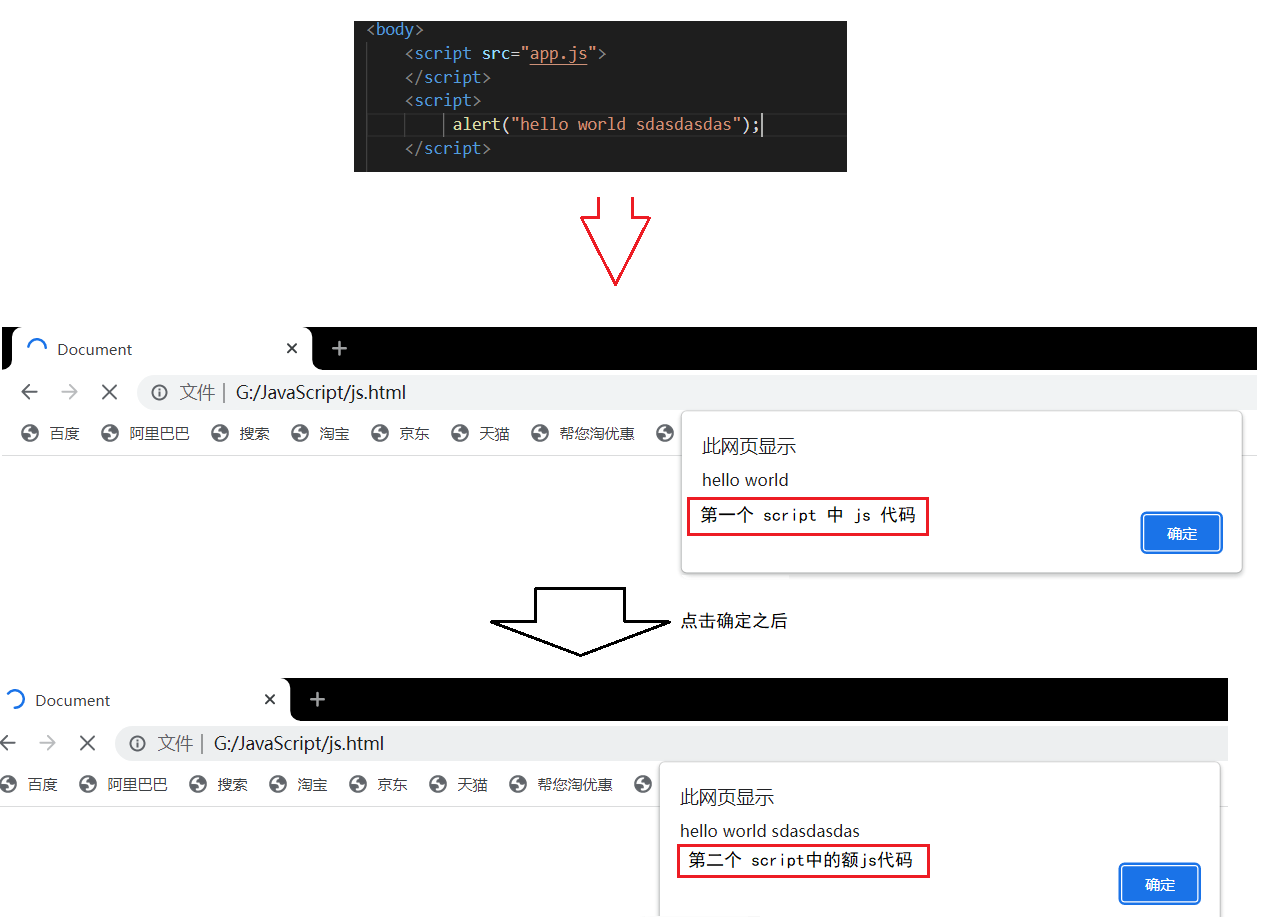 <body>
<script src="app.js">
</script>
<script>
alert("hello world sdasdasdas");
</script>
Document
文件 | G:/JavaScript/js.html
百度 阿里巴巴 搜索 淘宝 京东 天猫 帮您淘优惠
此网页显示
hello world
第一个 script 中 js 代码
确定
点击确定之后
Document
文件 | G:/JavaScript/js.html
百度 阿里巴巴 搜索 淘宝 京东 天猫 帮您淘优惠
此网页显示
hello world sdasdasdas
第二个 script中的额js代码
确定